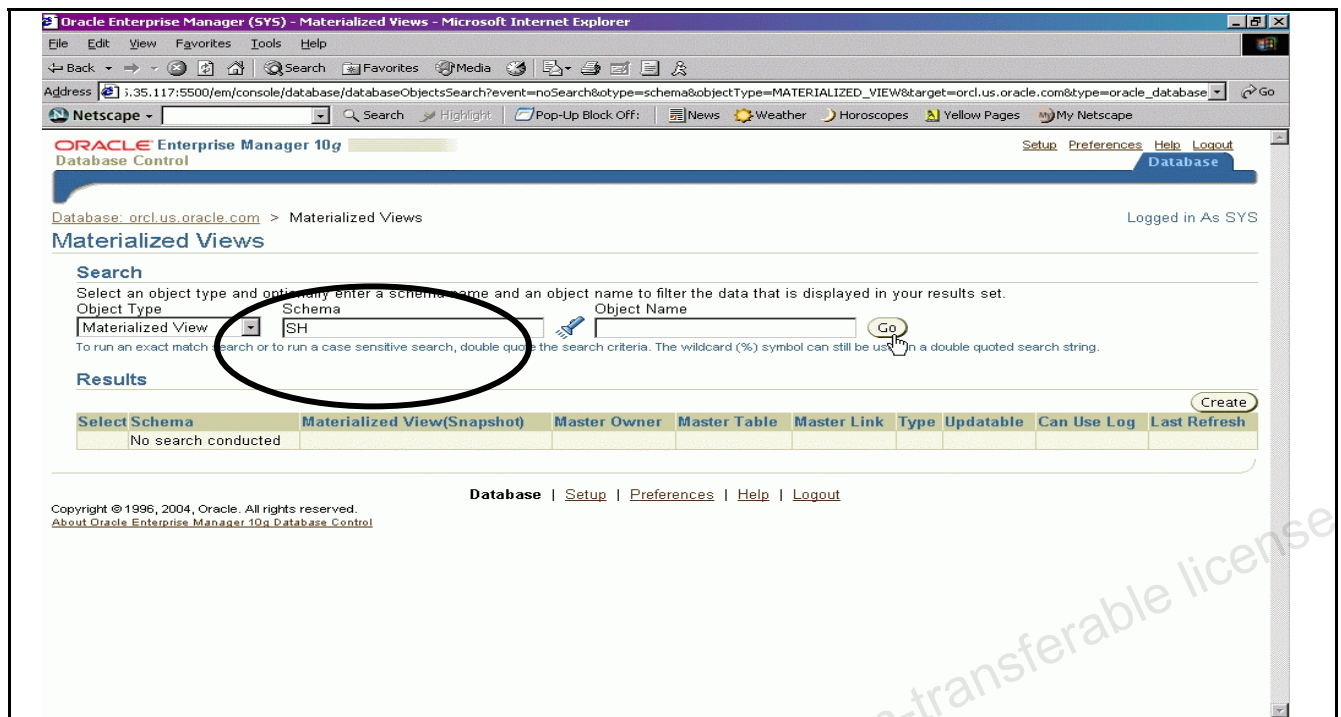 Oracle Enterprise Manager (SYS) - Materialized Views - Microsoft Internet Explorer
File Edit View Favorites Tools Help
Back Search Favorites Media
Address 5.35.117:5500/em/console/database/databaseObjectsSearch?event=noSearch&otype=schema&objectType=MATERIALIZED_VIEW&target=orcl.us.oracle.com&type=oracle_database Go
Netscape Search Highlight Pop-Up Block Off: News Weather Horoscopes Yellow Pages My Netscape
ORACLE Enterprise Manager 10g Setup Preferences Help Logout
Database Control Database
Database: orcl.us.oracle.com > Materialized Views Logged in As SYS
Materialized Views
Search
Select an object type and optionally enter a schema name and an object name to filter the data that is displayed in your results set.
Object Type Schema Object Name
Materialized View SH Go
To run an exact match search or to run a case sensitive search, double quote the search criteria. The wildcard (%) symbol can still be used in a double quoted search string.
Results
Create
Select Schema Materialized View(Snapshot) Master Owner Master Table Master Link Type Updatable Can Use Log Last Refresh
No search conducted
Database | Setup | Preferences | Help | Logout
Copyright © 1996, 2004, Oracle. All rights reserved.
About Oracle Enterprise Manager 10g Database Control
-transferable license